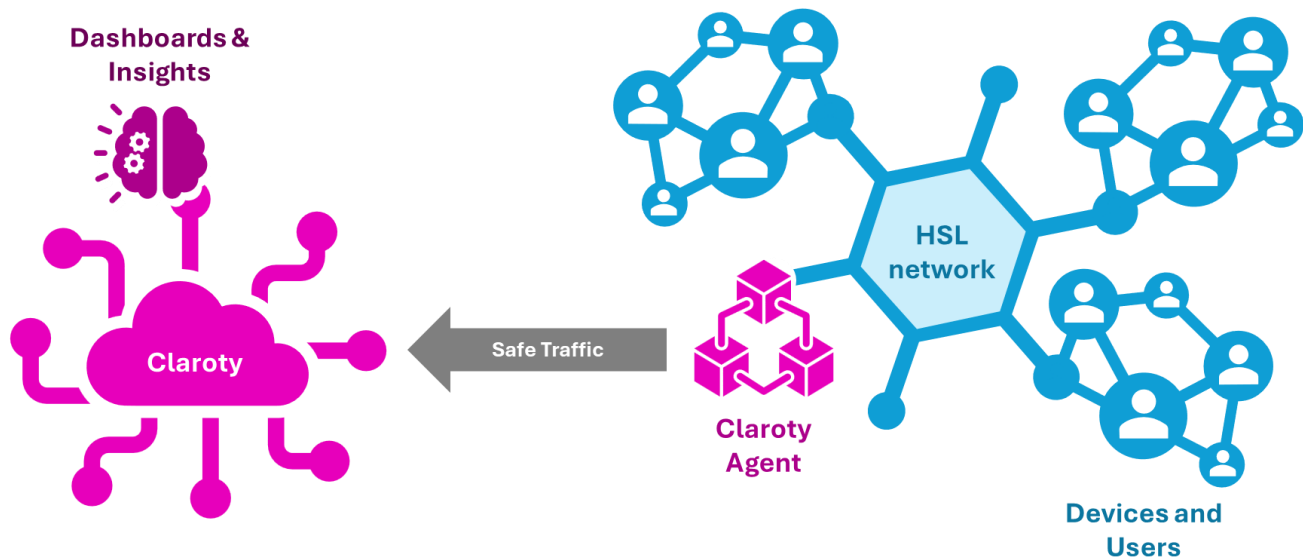 Dashboards &
Insights
Claroty
Safe Traffic
HSL
network
Claroty
Agent
Devices and
Users